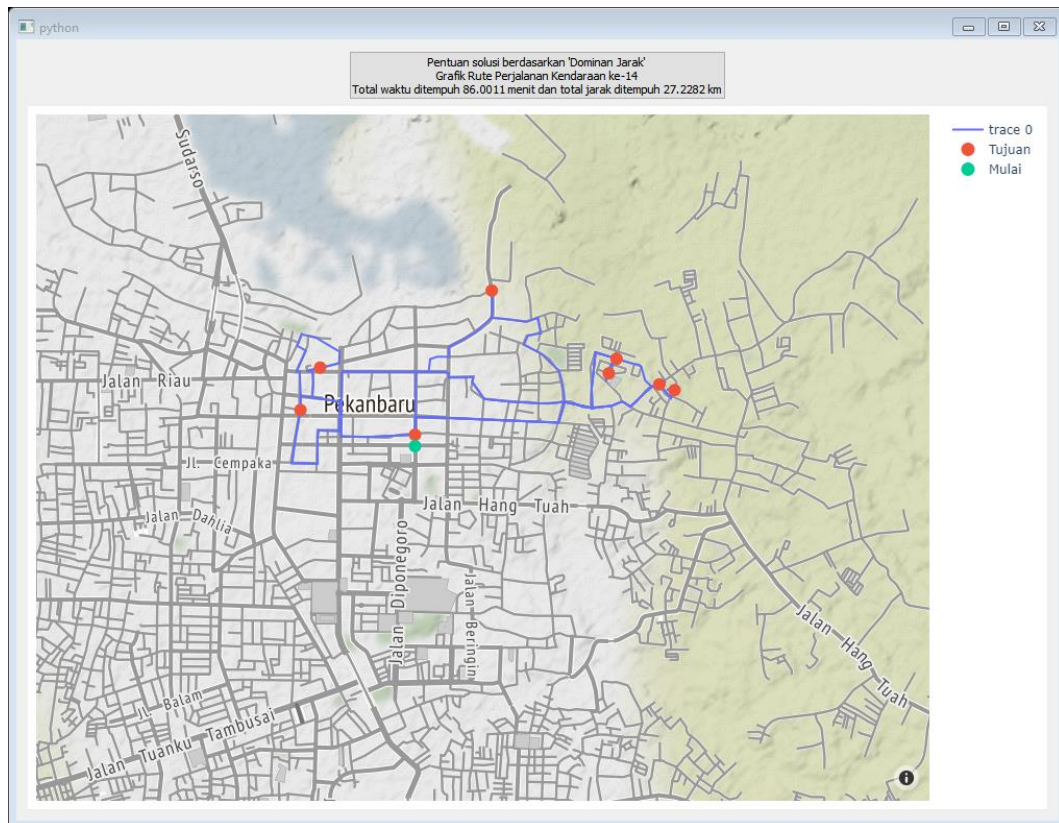 python
Pentuan solusi berdasarkan 'Dominan Jarak'
Grafik Rute Perjalanan Kendaraan ke-14
Total waktu ditempuh 86.0011 menit dan total jarak ditempuh 27.2282 km
trace 0
Tujuan
Mulai
Sudarso
Jalan Riau
Pekanbaru
Jl. Cempaka
Jalan Hang Tuah
Jalan Dahlia
Jalan Diponegoro
Jalan Beringin
Jalan Hang Tuah
Jl. Balam
Jalan Tuanku Tambusai